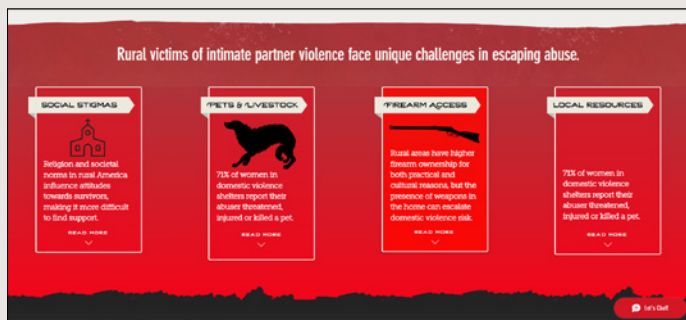 Rural victims of intimate partner violence face unique challenges in escaping abuse.
SOCIAL STIGMAS
Religion and societal
norms in rural America
influence attitudes
towards survivors,
making it more difficult
to find support.
READ MORE
PETS & LIVESTOCK
71% of women in
domestic violence
shelters report their
abuser threatened,
injured or killed a pet.
READ MORE
FIREARM ACCESS
Rural areas have higher
firearm ownership for
both practical and
cultural reasons, but the
presence of weapons in
the home can escalate
domestic violence risk.
READ MORE
LOCAL RESOURCES
71% of women in
domestic violence
shelters report their
abuser threatened,
injured or killed a pet.
READ MORE
Let's Chat!